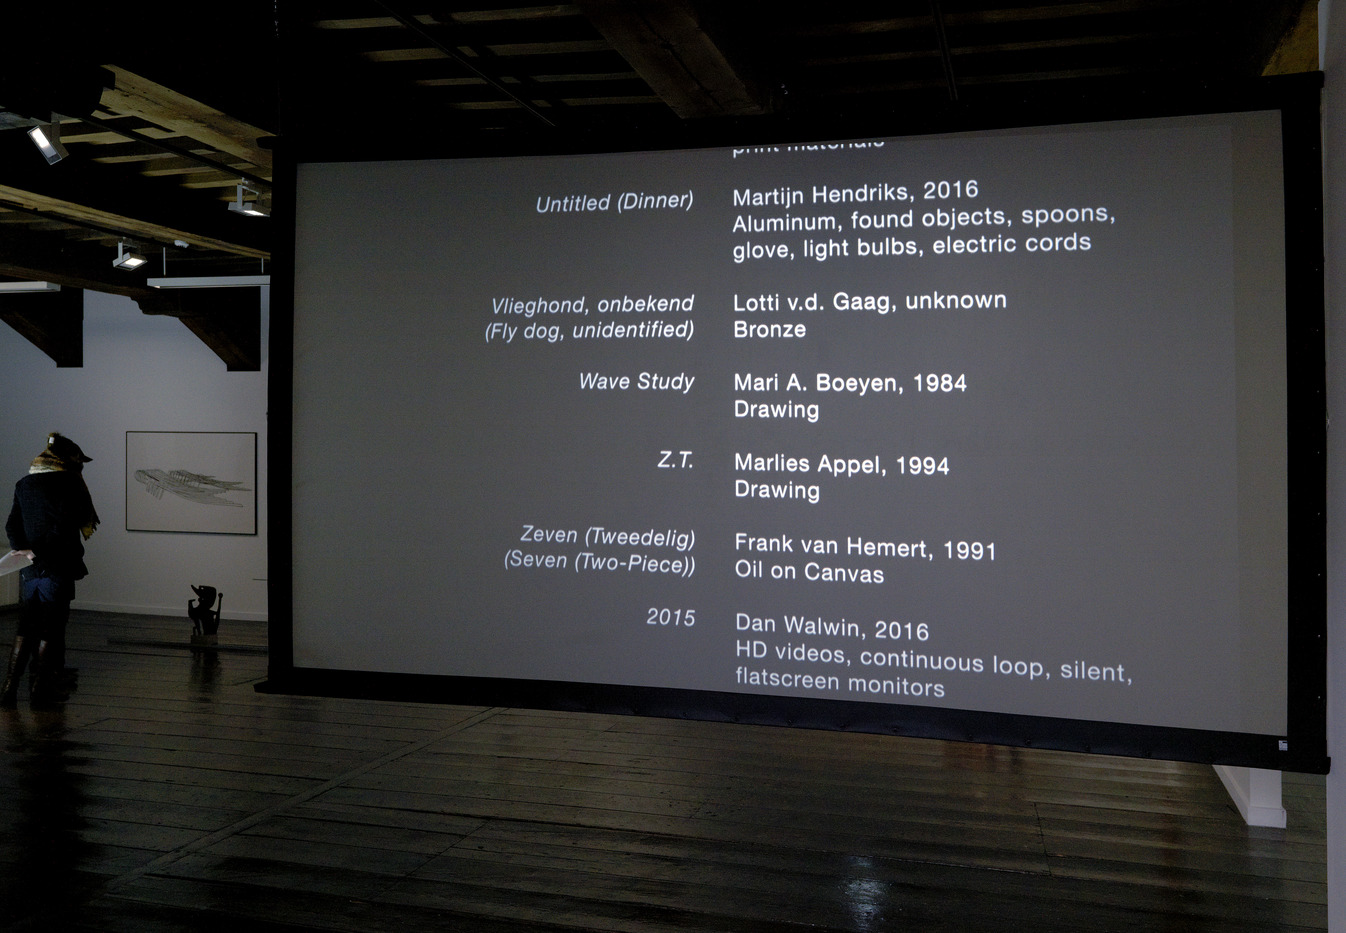 print materials
Untitled (Dinner) Martijn Hendriks, 2016
Aluminum, found objects, spoons,
glove, light bulbs, electric cords
Vlieghond, onbekend Lotti v.d. Gaag, unknown
(Fly dog, unidentified) Bronze
Wave Study Mari A. Boeyen, 1984
Drawing
Z.T. Marlies Appel, 1994
Drawing
Zeven (Tweedelig) Frank van Hemert, 1991
(Seven (Two-Piece)) Oil on Canvas
2015 Dan Walwin, 2016
HD videos, continuous loop, silent,
flatscreen monitors